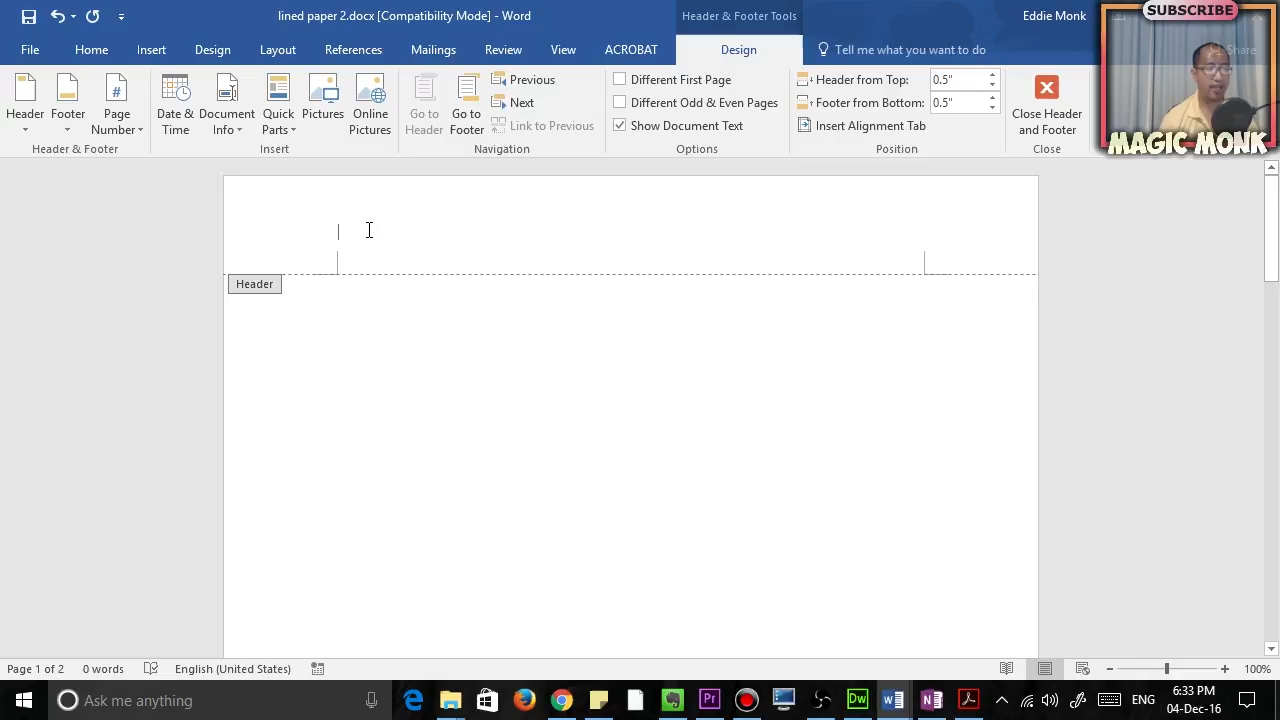 lined paper 2.docx [Compatibility Mode] - Word
Header & Footer Tools
Eddie Monk
SUBSCRIBE
File Home Insert Design Layout References Mailings Review View ACROBAT Design Tell me what you want to do Share
Header Footer Page Number
Header & Footer
Date & Time Document Info Quick Parts Pictures Online Pictures
Insert
Go to Header Go to Footer Previous Next Link to Previous
Navigation
Different First Page
Different Odd & Even Pages
Show Document Text
Options
Header from Top: 0.5"
Footer from Bottom: 0.5"
Insert Alignment Tab
Position
Close Header and Footer
Close
MAGIC MONK
Header
Page 1 of 2 0 words English (United States) 100%
Ask me anything
ENG
6:33 PM
04-Dec-16